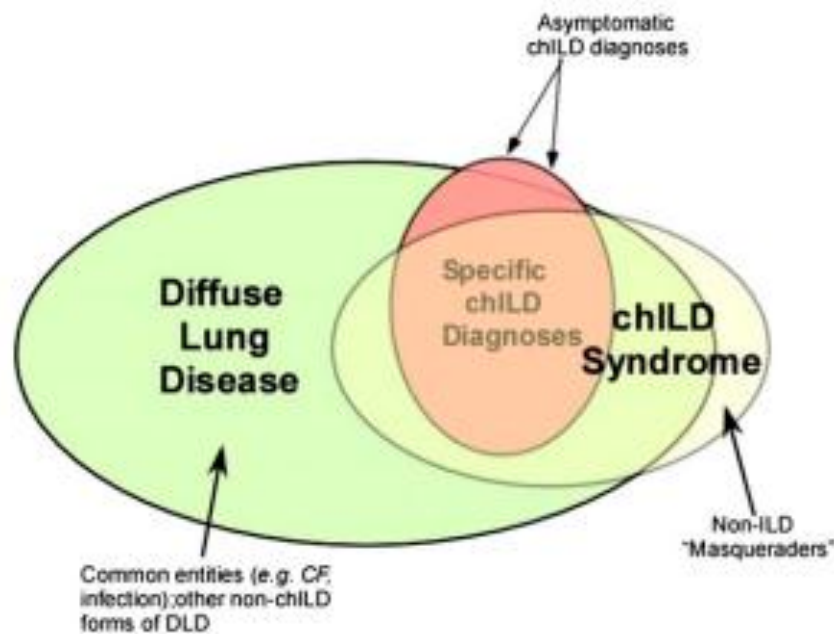 Asymptomatic
chILD diagnoses
Specific
chILD
Diagnoses
Diffuse
Lung
Disease
chILD
Syndrome
Non-ILD
"Masqueraders"
Common entities (e.g. CF,
infection);other non-chILD
forms of DLD